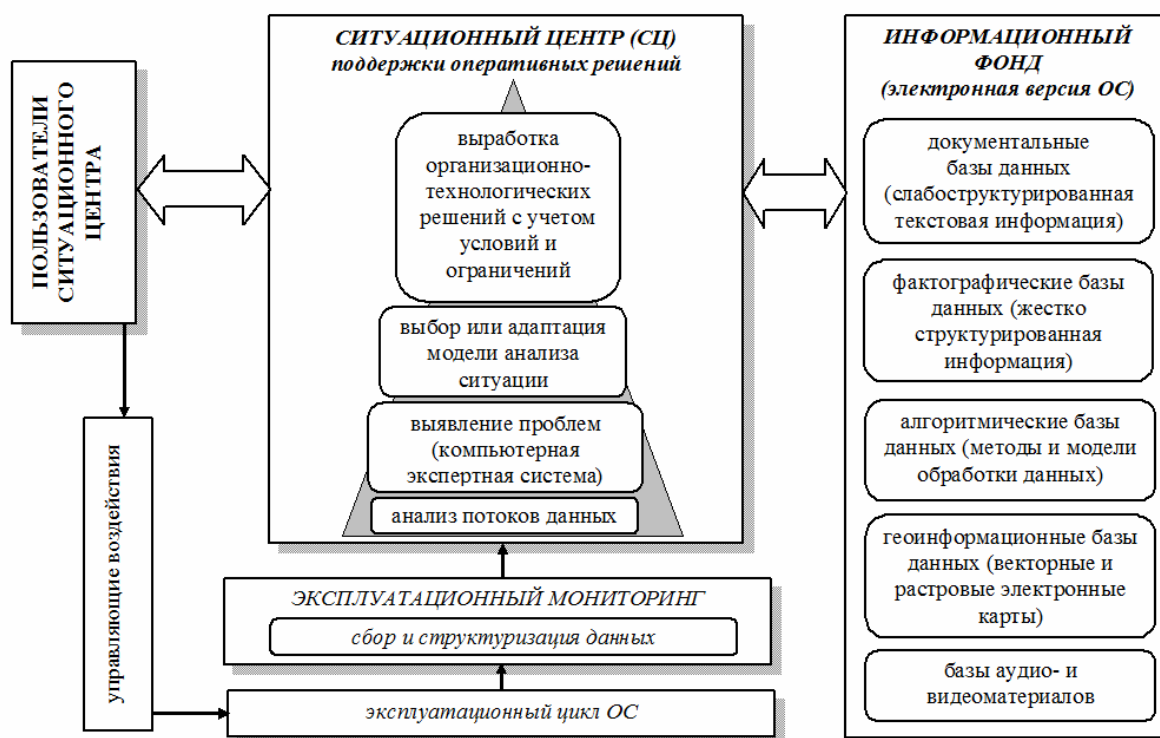 ПОЛЬЗОВАТЕЛИ
СИТУАЦИОННОГО
ЦЕНТРА
управляющие воздействия
СИТУАЦИОННЫЙ ЦЕНТР (СЦ)
поддержки оперативных решений
выработка
организационно-
технологических
решений с учетом
условий и
ограничений
выбор или адаптация
модели анализа
ситуации
выявление проблем
(компьютерная
экспертная система)
анализ потоков данных
ЭКСПЛУАТАЦИОННЫЙ МОНИТОРИНГ
сбор и структуризация данных
эксплуатационный цикл ОС
ИНФОРМАЦИОННЫЙ
ФОНД
(электронная версия ОС)
документальные
базы данных
(слабоструктурированная
текстовая информация)
фактографические базы
данных (жестко
структурированная
информация)
алгоритмические базы
данных (методы и модели
обработки данных)
геоинформационные базы
данных (векторные и
растровые электронные
карты)
базы аудио- и
видеоматериалов